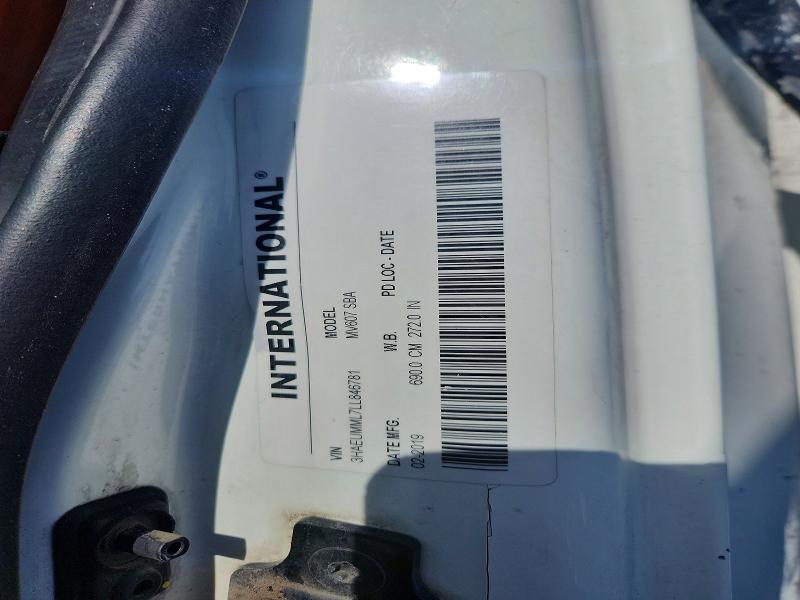 INTERNATIONAL®
VIN MODEL
3HAEUMML7LL846781 MV607 SBA
DATE MFG. W.B. PD LOC - DATE
02-2019 690.0 CM 272.0 IN